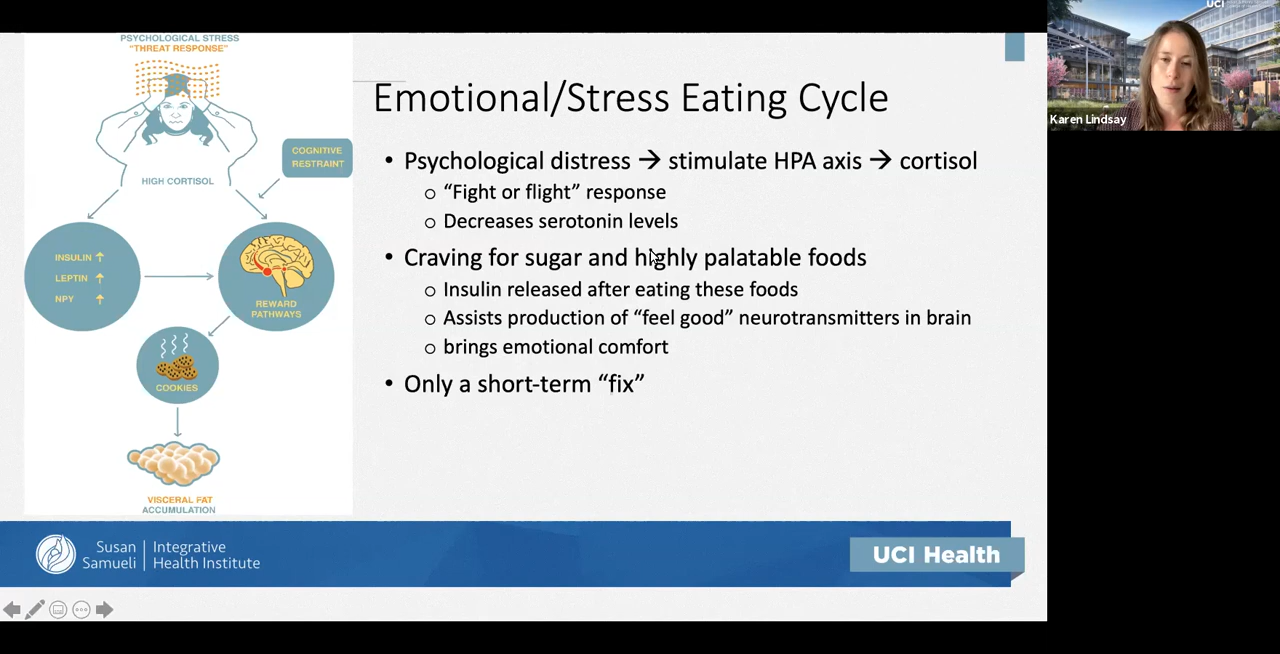 PSYCHOLOGICAL STRESS
"THREAT RESPONSE"
COGNITIVE
RESTRAINT
HIGH CORTISOL
INSULIN ↑
LEPTIN ↑
NPY ↑
REWARD
PATHWAYS
COOKIES
VISCERAL FAT
ACCUMULATION
Emotional/Stress Eating Cycle
• Psychological distress → stimulate HPA axis → cortisol
o "Fight or flight" response
o Decreases serotonin levels
• Craving for sugar and highly palatable foods
o Insulin released after eating these foods
o Assists production of "feel good" neurotransmitters in brain
o brings emotional comfort
• Only a short-term "fix"
Susan
Samueli
Integrative
Health Institute
UCI Health
UCI
Karen Lindsay